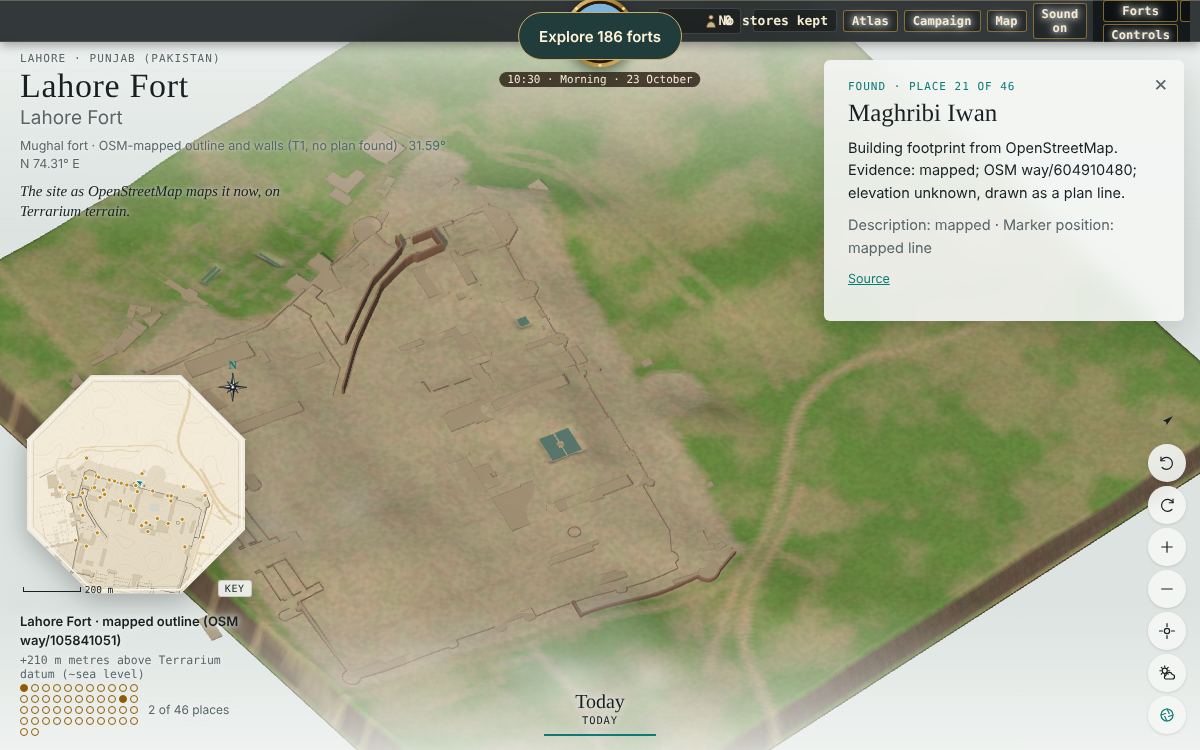 Explore 186 forts
No stores kept
Atlas
Campaign
Map
Sound on
Forts
Controls
10:30 · Morning · 23 October
LAHORE · PUNJAB (PAKISTAN)
Lahore Fort
Lahore Fort
Mughal fort · OSM-mapped outline and walls (T1, no plan found) · 31.59°
N 74.31° E
The site as OpenStreetMap maps it now, on
Terrarium terrain.
FOUND · PLACE 21 OF 46
Maghribi Iwan
Building footprint from OpenStreetMap.
Evidence: mapped; OSM way/604910480;
elevation unknown, drawn as a plan line.
Description: mapped · Marker position:
mapped line
Source
N
200 m
KEY
Lahore Fort · mapped outline (OSM
way/105841051)
+210 m metres above Terrarium
datum (~sea level)
2 of 46 places
Today
TODAY